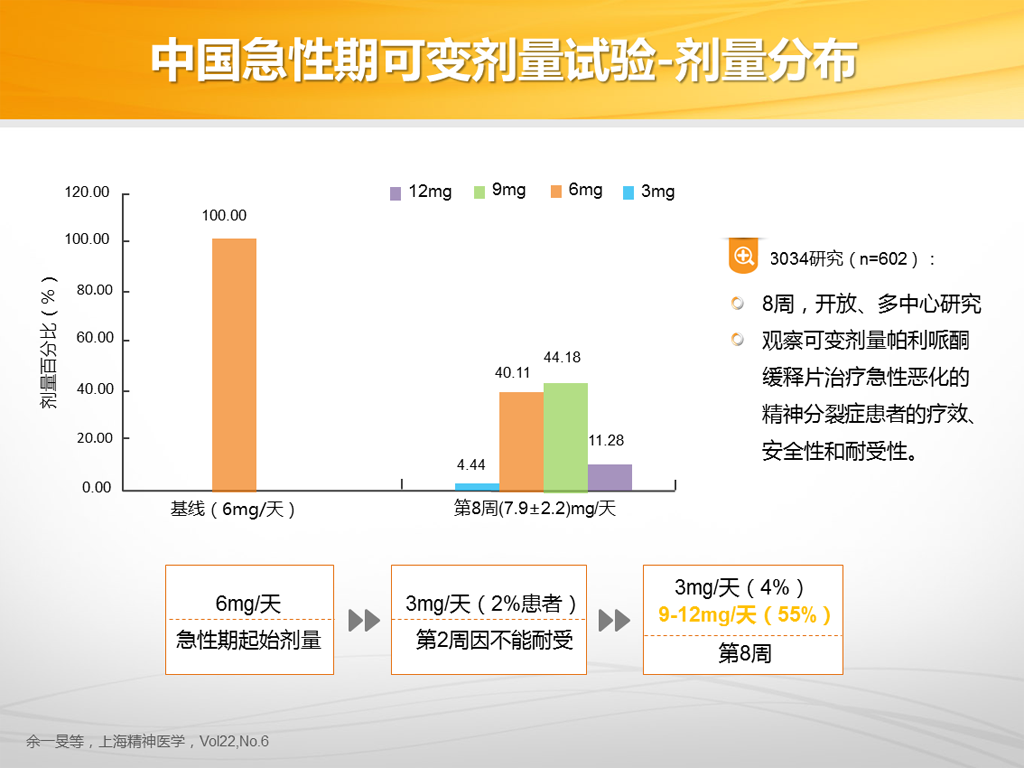 中国急性期可变剂量试验-剂量分布
12mg 9mg 6mg 3mg
剂量百分比(%)
120.00
100.00
80.00
60.00
40.00
20.00
0.00
100.00
4.44
40.11
44.18
11.28
基线(6mg/天)
第8周(7.9±2.2)mg/天
3034研究(n=602):
8周,开放、多中心研究
观察可变剂量帕利哌酮
缓释片治疗急性恶化的
精神分裂症患者的疗效、
安全性和耐受性。
6mg/天
急性期起始剂量
3mg/天(2%患者)
第2周因不能耐受
3mg/天(4%)
9-12mg/天(55%)
第8周
余一旻等,上海精神医学,Vol22,No.6